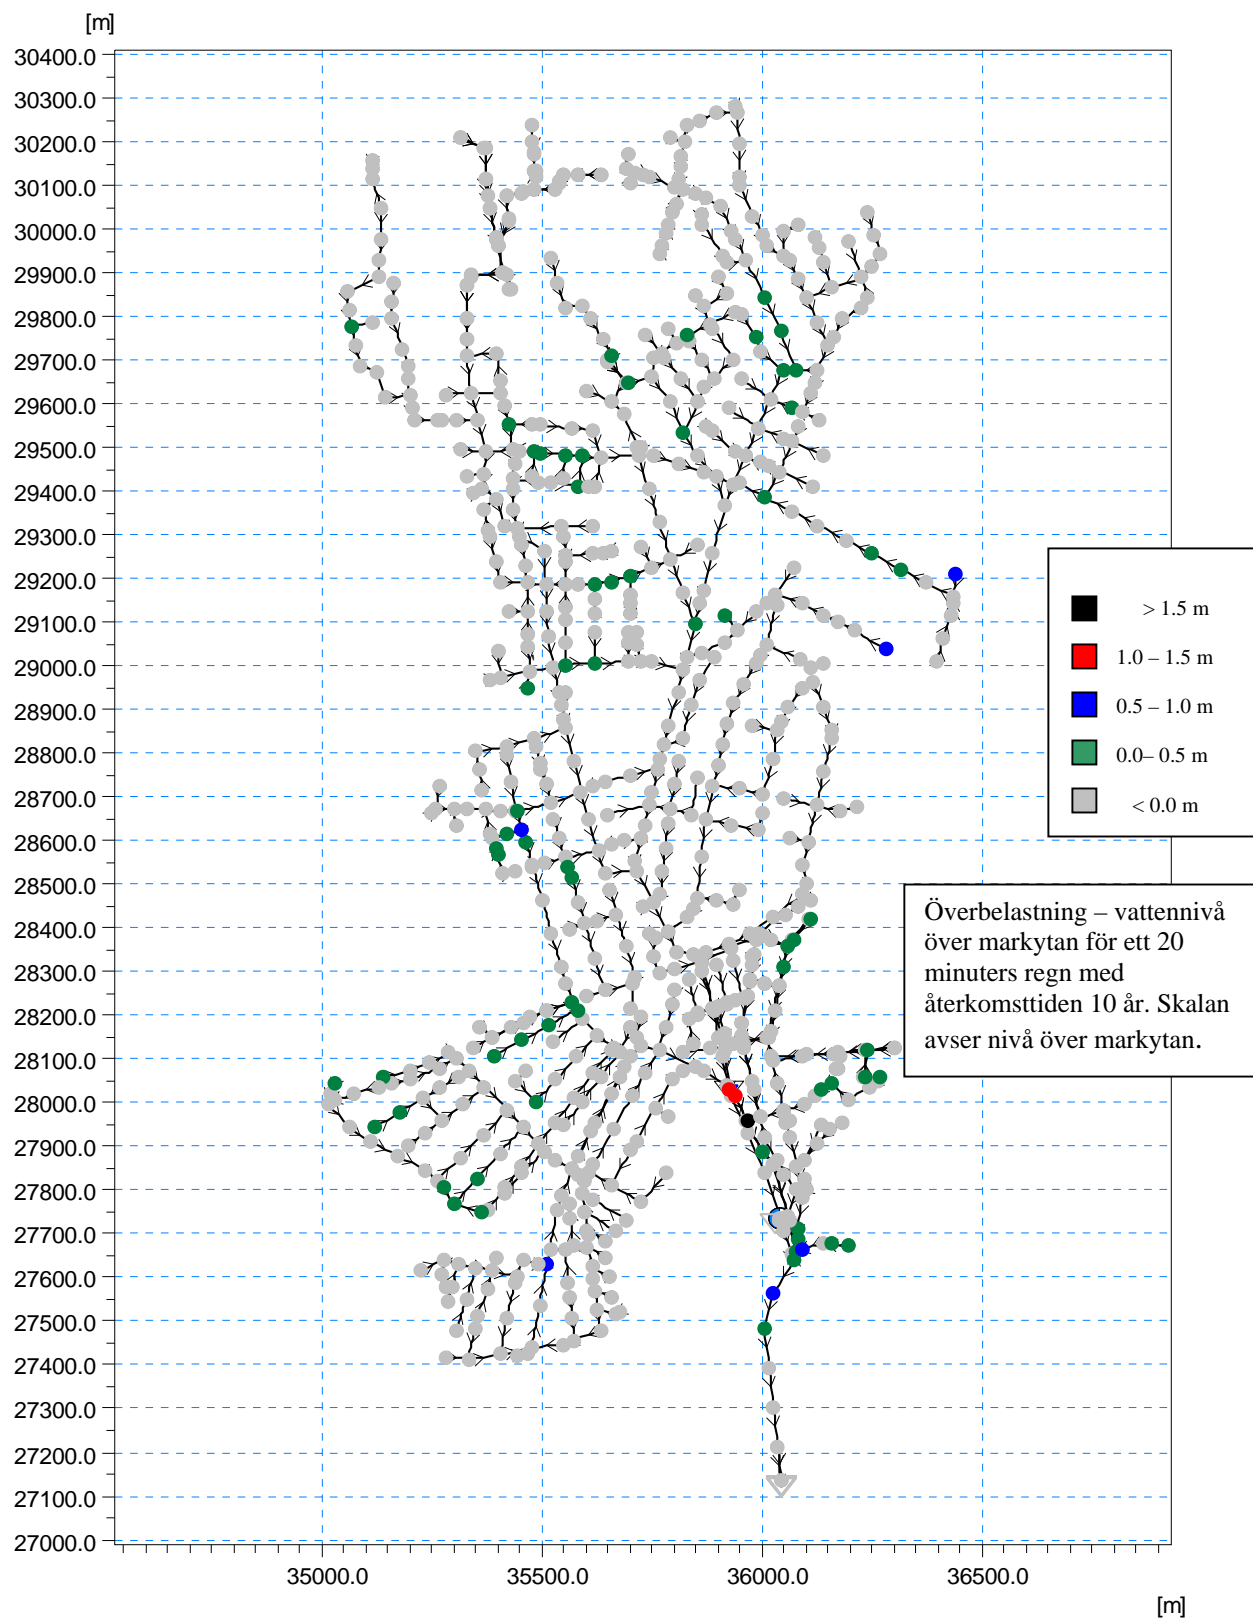 [m]
30400.0
30300.0
30200.0
30100.0
30000.0
29900.0
29800.0
29700.0
29600.0
29500.0
29400.0
29300.0
29200.0
29100.0
29000.0
28900.0
28800.0
28700.0
28600.0
28500.0
28400.0
28300.0
28200.0
28100.0
28000.0
27900.0
27800.0
27700.0
27600.0
27500.0
27400.0
27300.0
27200.0
27100.0
27000.0
> 1.5 m
1.0 – 1.5 m
0.5 – 1.0 m
0.0– 0.5 m
< 0.0 m
Överbelastning – vattennivå
över markytan för ett 20
minuters regn med
återkomsttiden 10 år. Skalan
avser nivå över markytan.
35000.0 35500.0 36000.0 36500.0
[m]